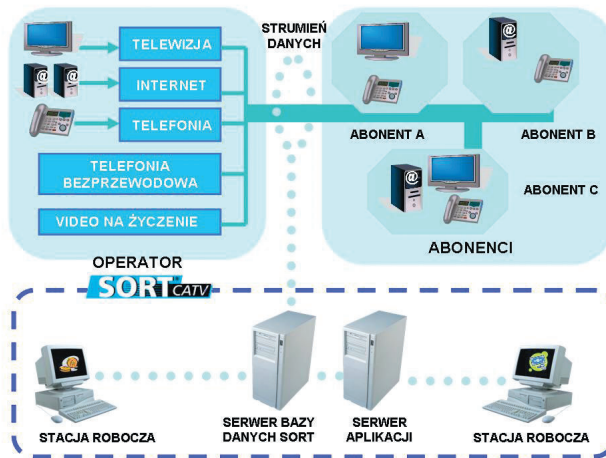 TELEWIZJA
INTERNET
TELEFONIA
TELEFONIA
BEZPRZEWODOWA
VIDEO NA ŻYCZENIE
OPERATOR
STRUMIEŃ
DANYCH
ABONENT A
ABONENT B
ABONENT C
ABONENCI
SORT CATV
STACJA ROBOCZA
SERWER BAZY
DANYCH SORT
SERWER
APLIKACJI
STACJA ROBOCZA
@
@
@
@